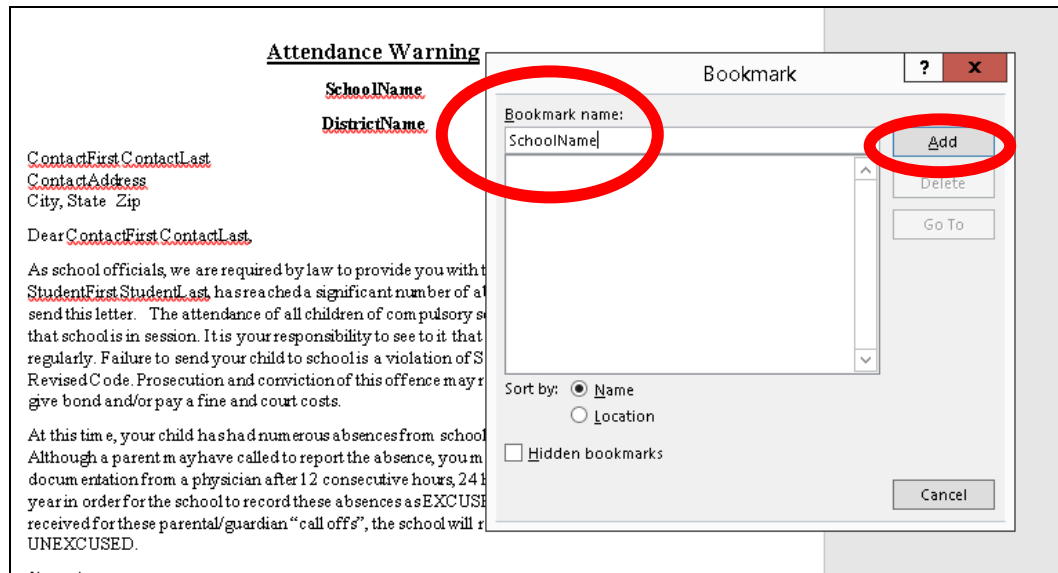 Attendance Warning
SchoolName
DistrictName
ContactFirst ContactLast
ContactAddress
City, State Zip
Dear ContactFirst ContactLast,
As school officials, we are required by law to provide you with t
StudentFirst StudentLast, has reached a significant number of a
send this letter. The attendance of all children of compulsory s
that school is in session. It is your responsibility to see to it that
regularly. Failure to send your child to school is a violation of S
Revised Code. Prosecution and conviction of this offence may r
give bond and/or pay a fine and court costs.
At this time, your child has had numerous absences from school
Although a parent may have called to report the absence, you m
documentation from a physician after 12 consecutive hours, 24
year in order for the school to record these absences as EXCUSE
received for these parental/guardian “call offs”, the school will r
UNEXCUSED.
Bookmark
?
X
Bookmark name:
SchoolName
Add
Delete
Go To
Sort by:
Name
Location
Hidden bookmarks
Cancel